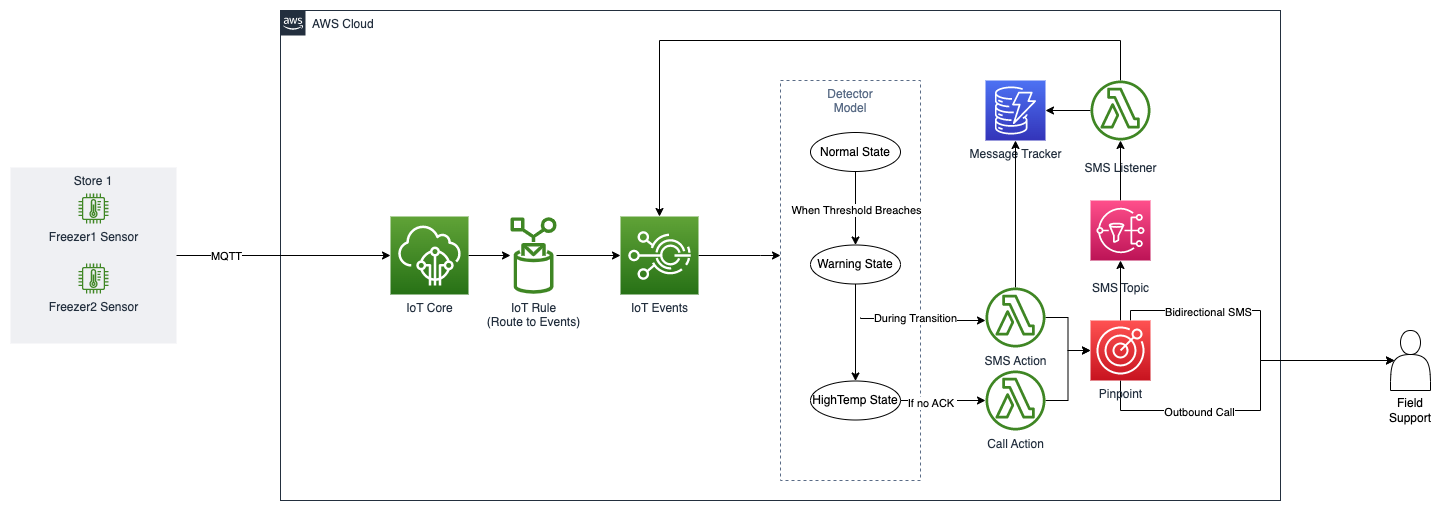 aws
AWS Cloud
Store 1
Freezer1 Sensor
Freezer2 Sensor
MQTT
IoT Core
IoT Rule
(Route to Events)
IoT Events
Detector
Model
Normal State
When Threshold Breaches
Warning State
During Transition
HighTemp State
If no ACK
Message Tracker
SMS Listener
SMS Topic
SMS Action
Call Action
Pinpoint
Bidirectional SMS
Outbound Call
Field
Support